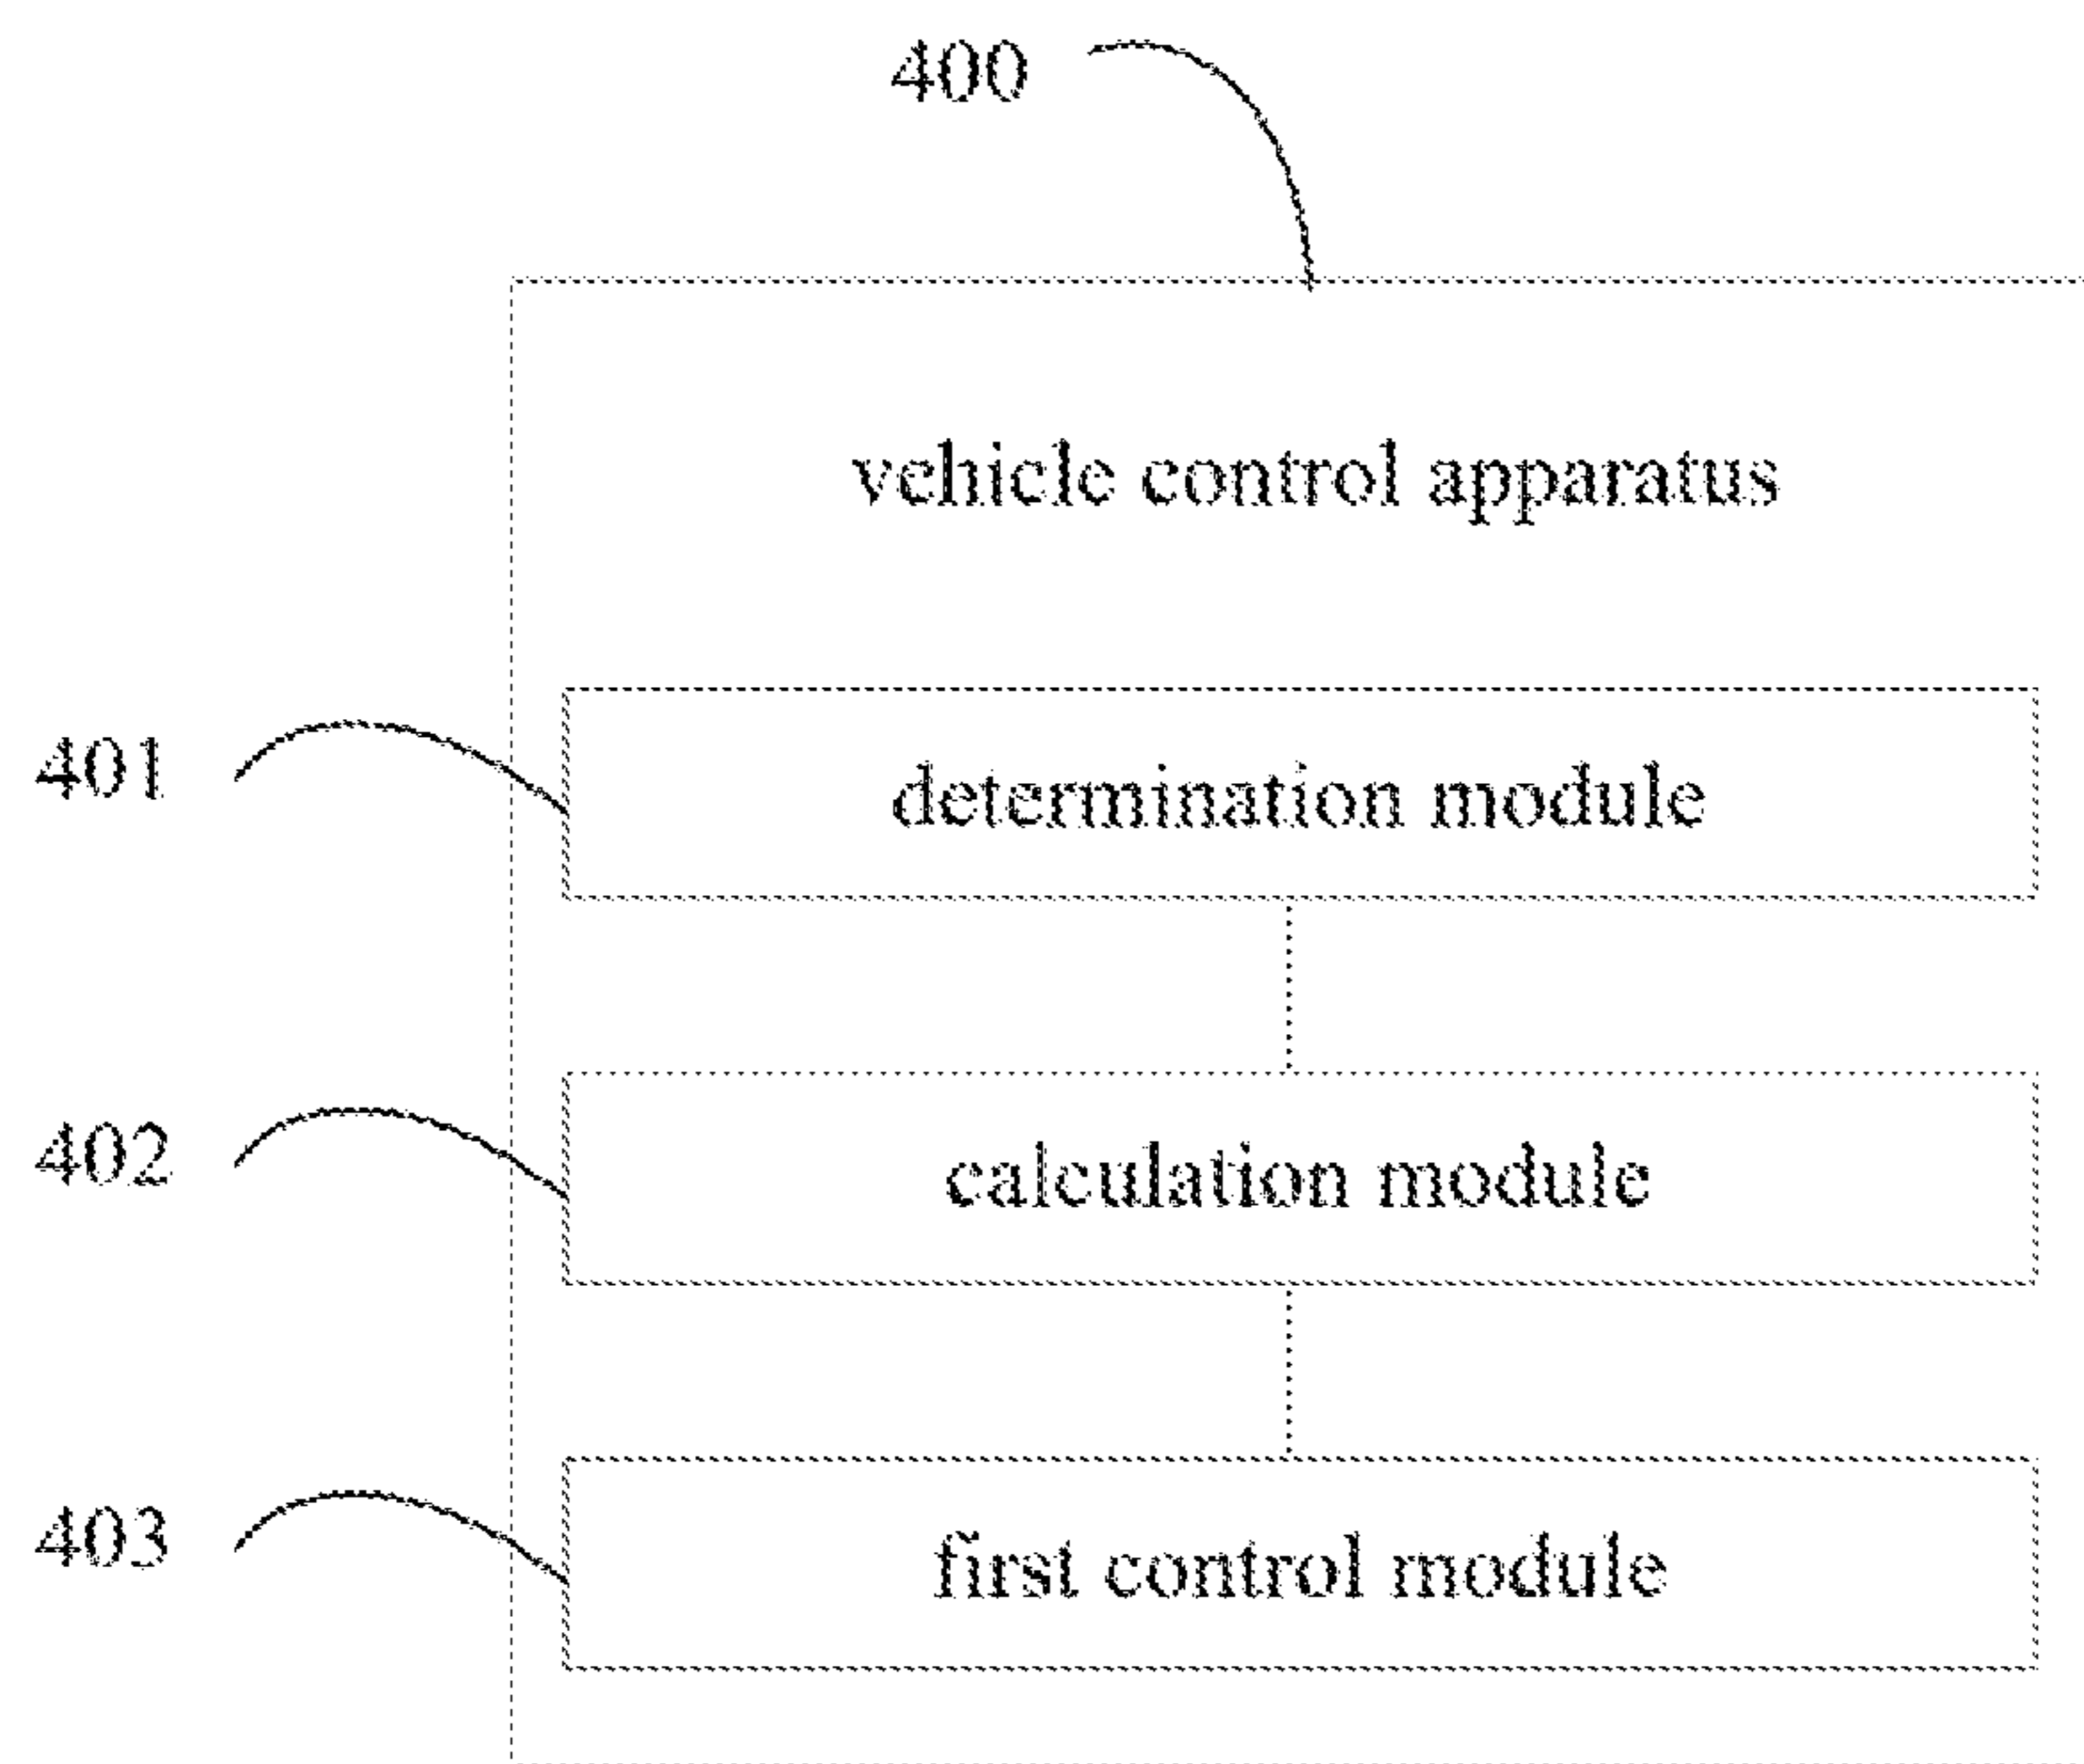 400
vehicle control apparatus
401 determination module
402 calculation module
403 first control module